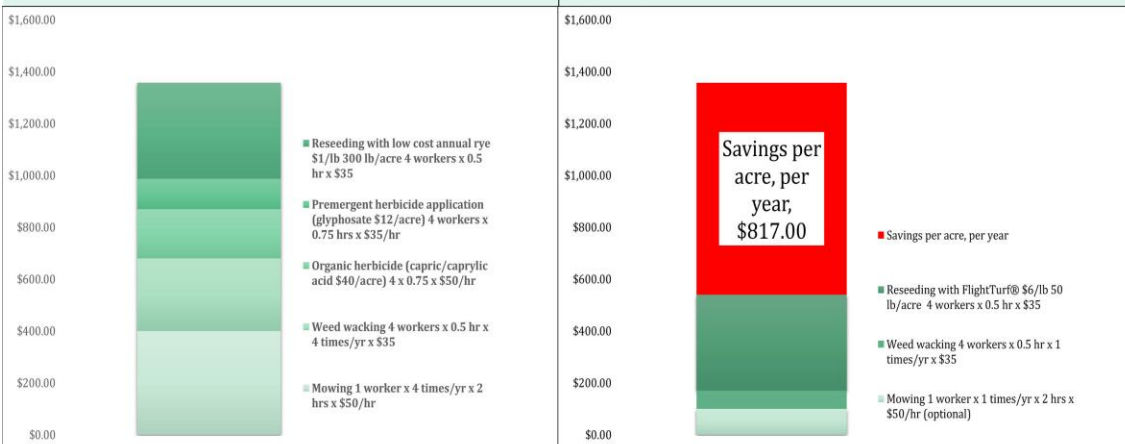 $1,600.00
$1,400.00
$1,200.00
$1,000.00
$800.00
$600.00
$400.00
$200.00
$0.00
Reseeding with low cost annual rye
$1/lb 300 lb/acre 4 workers x 0.5
hr x $35
Premergent herbicide application
(glyphosate $12/acre) 4 workers x
0.75 hrs x $35/hr
Organic herbicide (capric/caprylic
acid $40/acre) 4 x 0.75 x $50/hr
Weed wacking 4 workers x 0.5 hr x
4 times/yr x $35
Mowing 1 worker x 4 times/yr x 2
hrs x $50/hr
$1,600.00
$1,400.00
$1,200.00
$1,000.00
$800.00
$600.00
$400.00
$200.00
$0.00
Savings per
acre, per
year,
$817.00
Savings per acre, per year
Reseeding with FlightTurf® $6/lb 50
lb/acre 4 workers x 0.5 hr x $35
Weed wacking 4 workers x 0.5 hr x 1
times/yr x $35
Mowing 1 worker x 1 times/yr x 2 hrs x
$50/hr (optional)